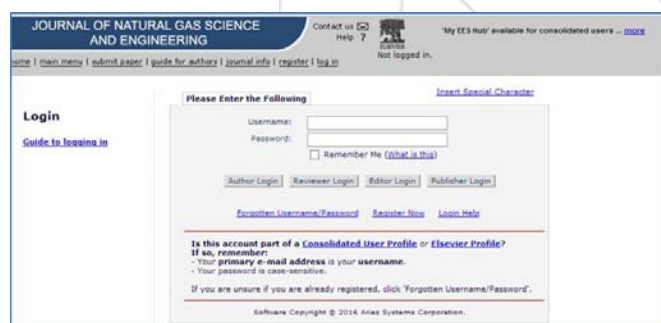 JOURNAL OF NATURAL GAS SCIENCE
AND ENGINEERING
Contact us
Help ?
ELSEVIER
Not logged in.
'My EES Hub' available for consolidated users ... more
ome | main menu | submit paper | guide for authors | journal info | register | log in
Login
Guide to logging in
Please Enter the Following
Insert Special Character
Username:
Password:
Remember Me (What is this)
Author Login Reviewer Login Editor Login Publisher Login
Forgotten Username/Password Register Now Login Help
Is this account part of a Consolidated User Profile or Elsevier Profile?
If so, remember:
- Your primary e-mail address is your username.
- Your password is case-sensitive.
If you are unsure if you are already registered, click 'Forgotten Username/Password'.
Software Copyright © 2016 Aries Systems Corporation.